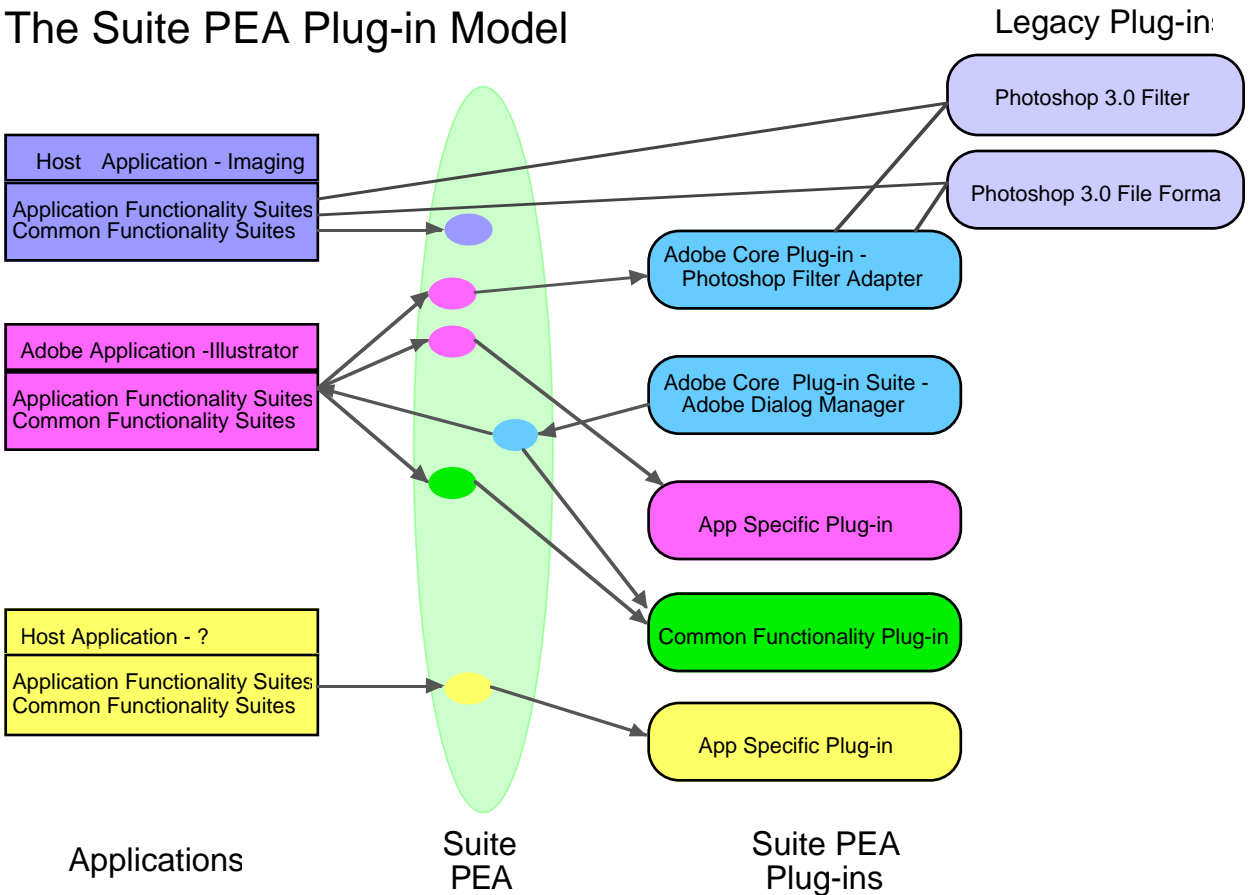 The Suite PEA Plug-in Model
Legacy Plug-ins
Photoshop 3.0 Filter
Photoshop 3.0 File Forma
Host Application - Imaging
Application Functionality Suites
Common Functionality Suites
Adobe Core Plug-in -
Photoshop Filter Adapter
Adobe Application -Illustrator
Application Functionality Suites
Common Functionality Suites
Adobe Core Plug-in Suite -
Adobe Dialog Manager
App Specific Plug-in
Common Functionality Plug-in
Host Application - ?
Application Functionality Suites
Common Functionality Suites
App Specific Plug-in
Applications
Suite
PEA
Suite PEA
Plug-ins